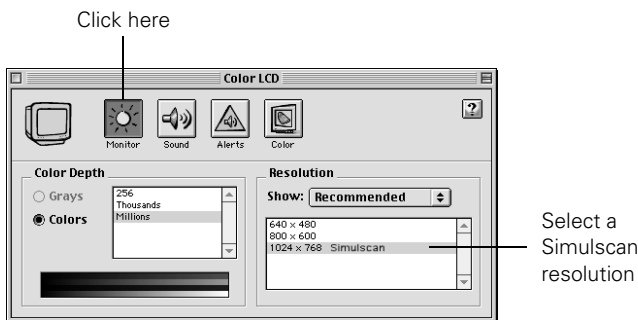 Click here
Color LCD
?
Monitor Sound Alerts Color
Color Depth
Grays
Colors
256
Thousands
Millions
Resolution
Show: Recommended
640 x 480
800 x 600
1024 x 768 Simulscan
Select a
Simulscan
resolution